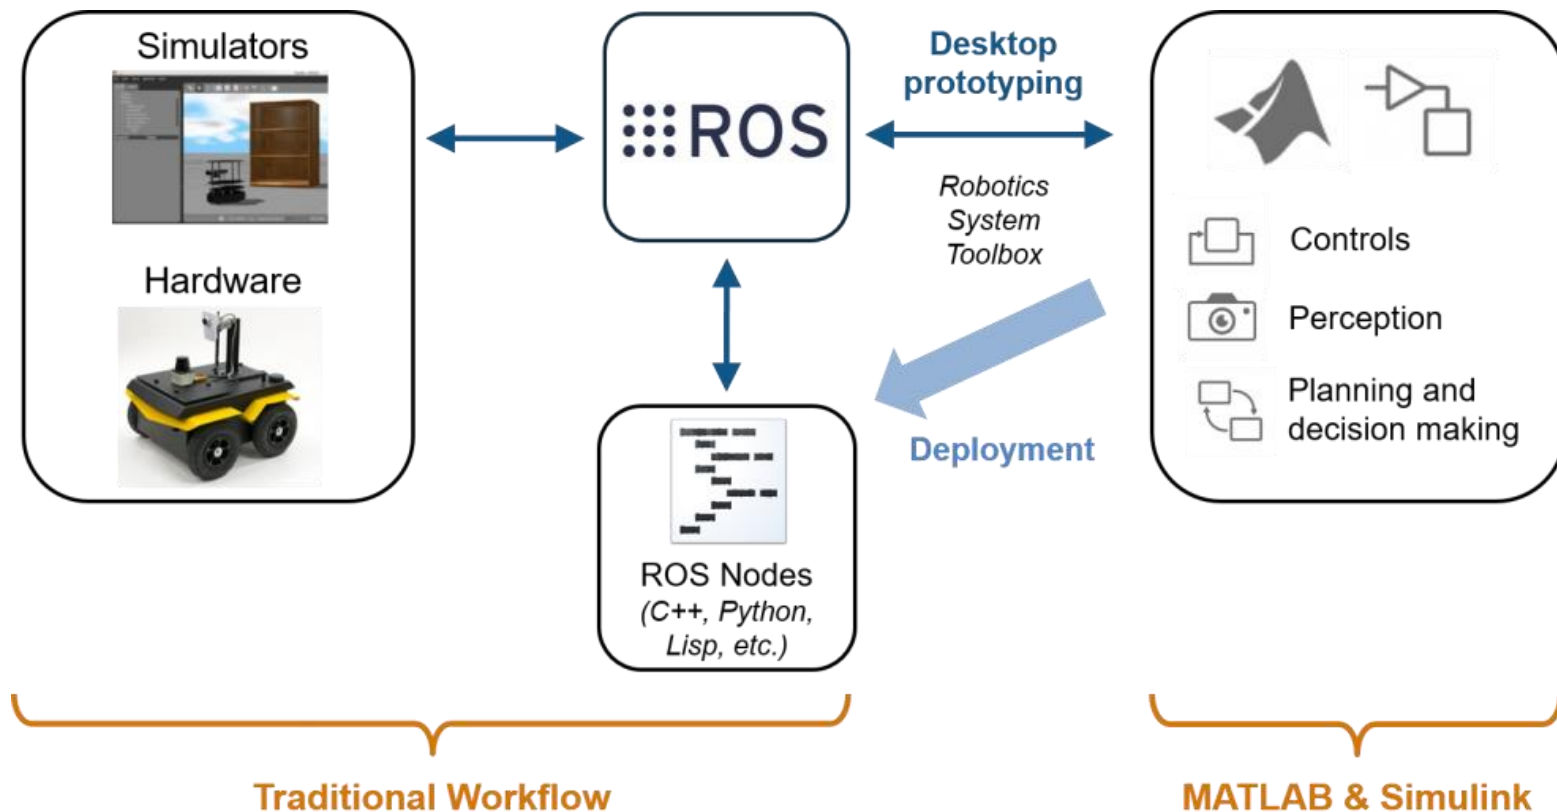 Simulators
Hardware
ROS
Desktop
prototyping
Robotics
System
Toolbox
Deployment
ROS Nodes
(C++, Python,
Lisp, etc.)
Controls
Perception
Planning and
decision making
Traditional Workflow
MATLAB & Simulink